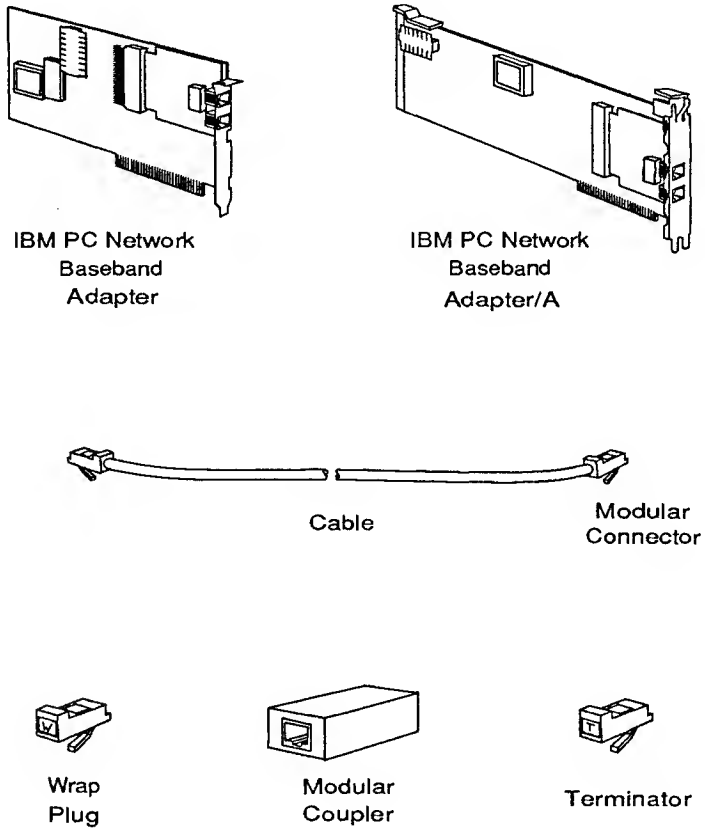 IBM PC Network
Baseband
Adapter
IBM PC Network
Baseband
Adapter/A
Cable
Modular
Connector
W
Wrap
Plug
Modular
Coupler
T
Terminator